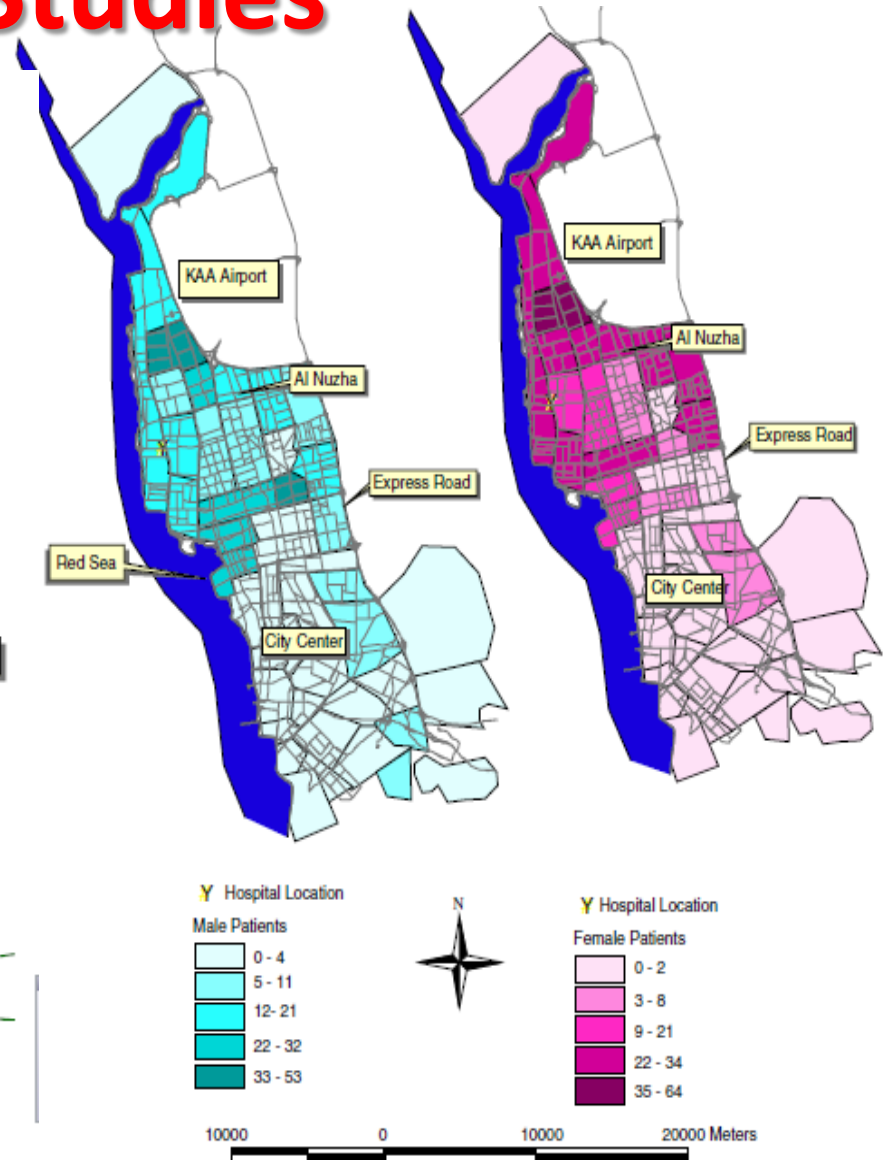 Studies
KAA Airport
Al Nuzha
Express Road
Red Sea
City Center
KAA Airport
Al Nuzha
Express Road
City Center
Y Hospital Location
Male Patients
0 - 4
5 - 11
12- 21
22 - 32
33 - 53
N
Y Hospital Location
Female Patients
0 - 2
3 - 8
9 - 21
22 - 34
35 - 64
10000 0 10000 20000 Meters